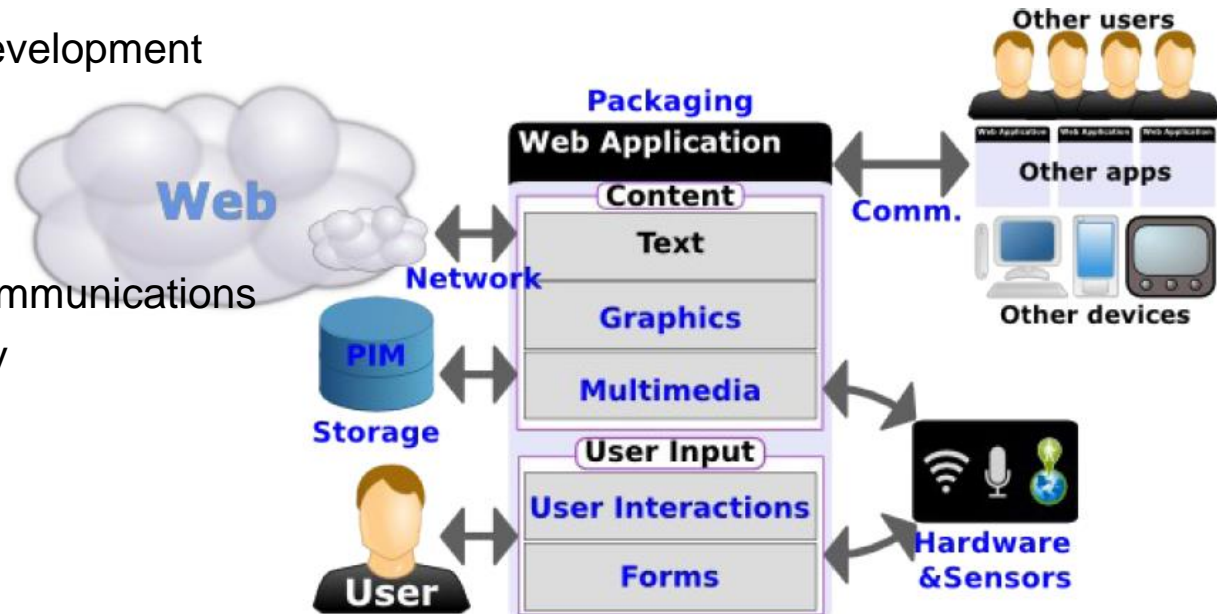 evelopment
Other users
Packaging
Web Application
Web Application Web Application Web Application
Other apps
Web
Comm.
Content
Text
Network
mmunications
Graphics
Other devices
y
PIM
Multimedia
Storage
User Input
User Interactions
Hardware
&Sensors
Forms
User